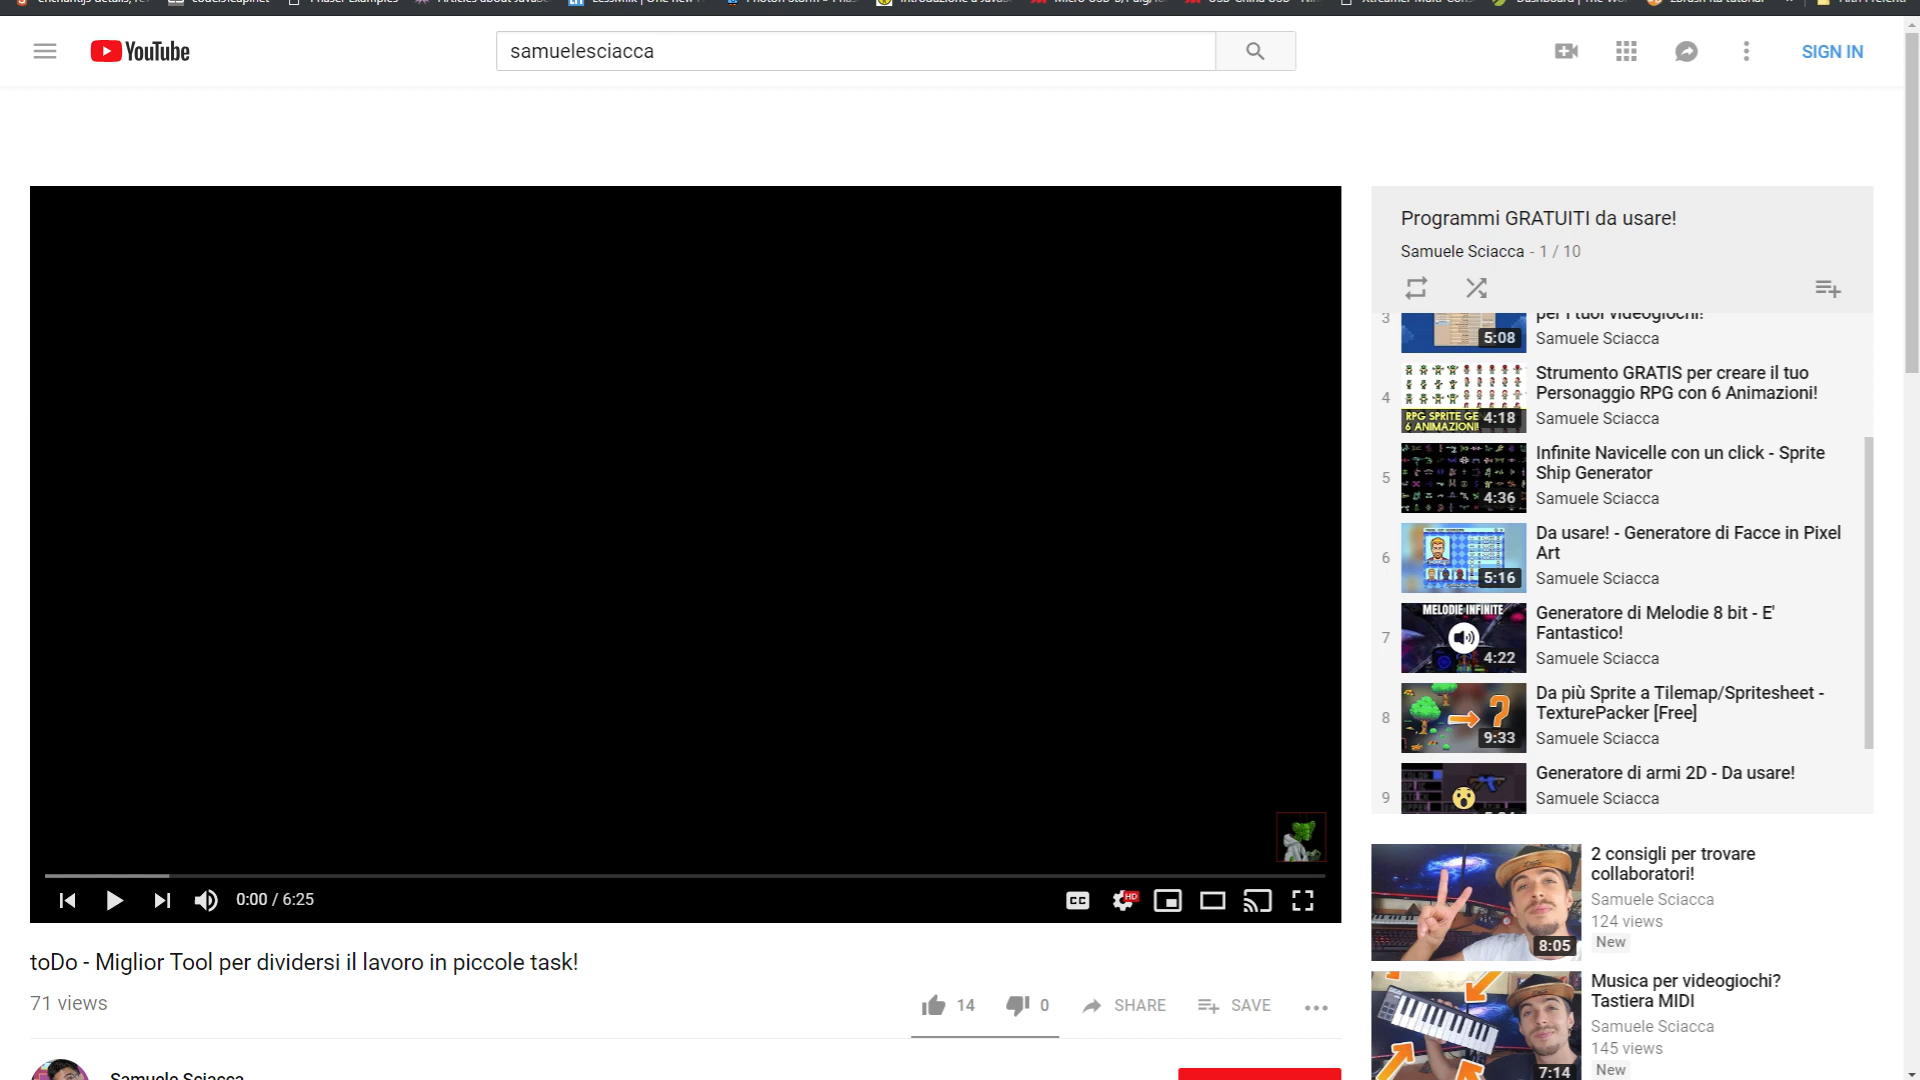 YouTube
samuelesciacca
SIGN IN
Programmi GRATUITI da usare!
Samuele Sciacca - 1 / 10
3
per i tuoi videogiochi!
5:08
Samuele Sciacca
4
RPG SPRITE GE
6 ANIMAZIONI!
4:18
Strumento GRATIS per creare il tuo
Personaggio RPG con 6 Animazioni!
Samuele Sciacca
5
4:36
Infinite Navicelle con un click - Sprite
Ship Generator
Samuele Sciacca
6
5:16
Da usare! - Generatore di Facce in Pixel
Art
Samuele Sciacca
7
MELODIE INFINITE
4:22
Generatore di Melodie 8 bit - E'
Fantastico!
Samuele Sciacca
8
9:33
Da più Sprite a Tilemap/Spritesheet -
TexturePacker [Free]
Samuele Sciacca
9
Generatore di armi 2D - Da usare!
Samuele Sciacca
0:00 / 6:25
CC
HD
toDo - Miglior Tool per dividersi il lavoro in piccole task!
71 views
14
0
SHARE
SAVE
Samuele Sciacca
8:05
2 consigli per trovare
collaboratori!
Samuele Sciacca
124 views
New
7:14
Musica per videogiochi?
Tastiera MIDI
Samuele Sciacca
145 views
New